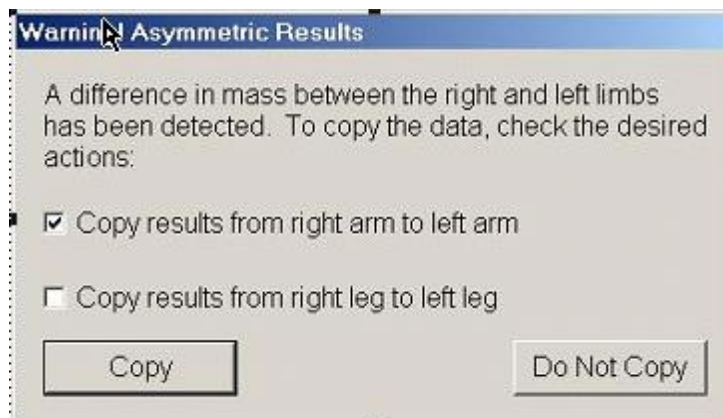 Warning! Asymmetric Results
A difference in mass between the right and left limbs
has been detected. To copy the data, check the desired
actions:
Copy results from right arm to left arm
Copy results from right leg to left leg
Copy
Do Not Copy